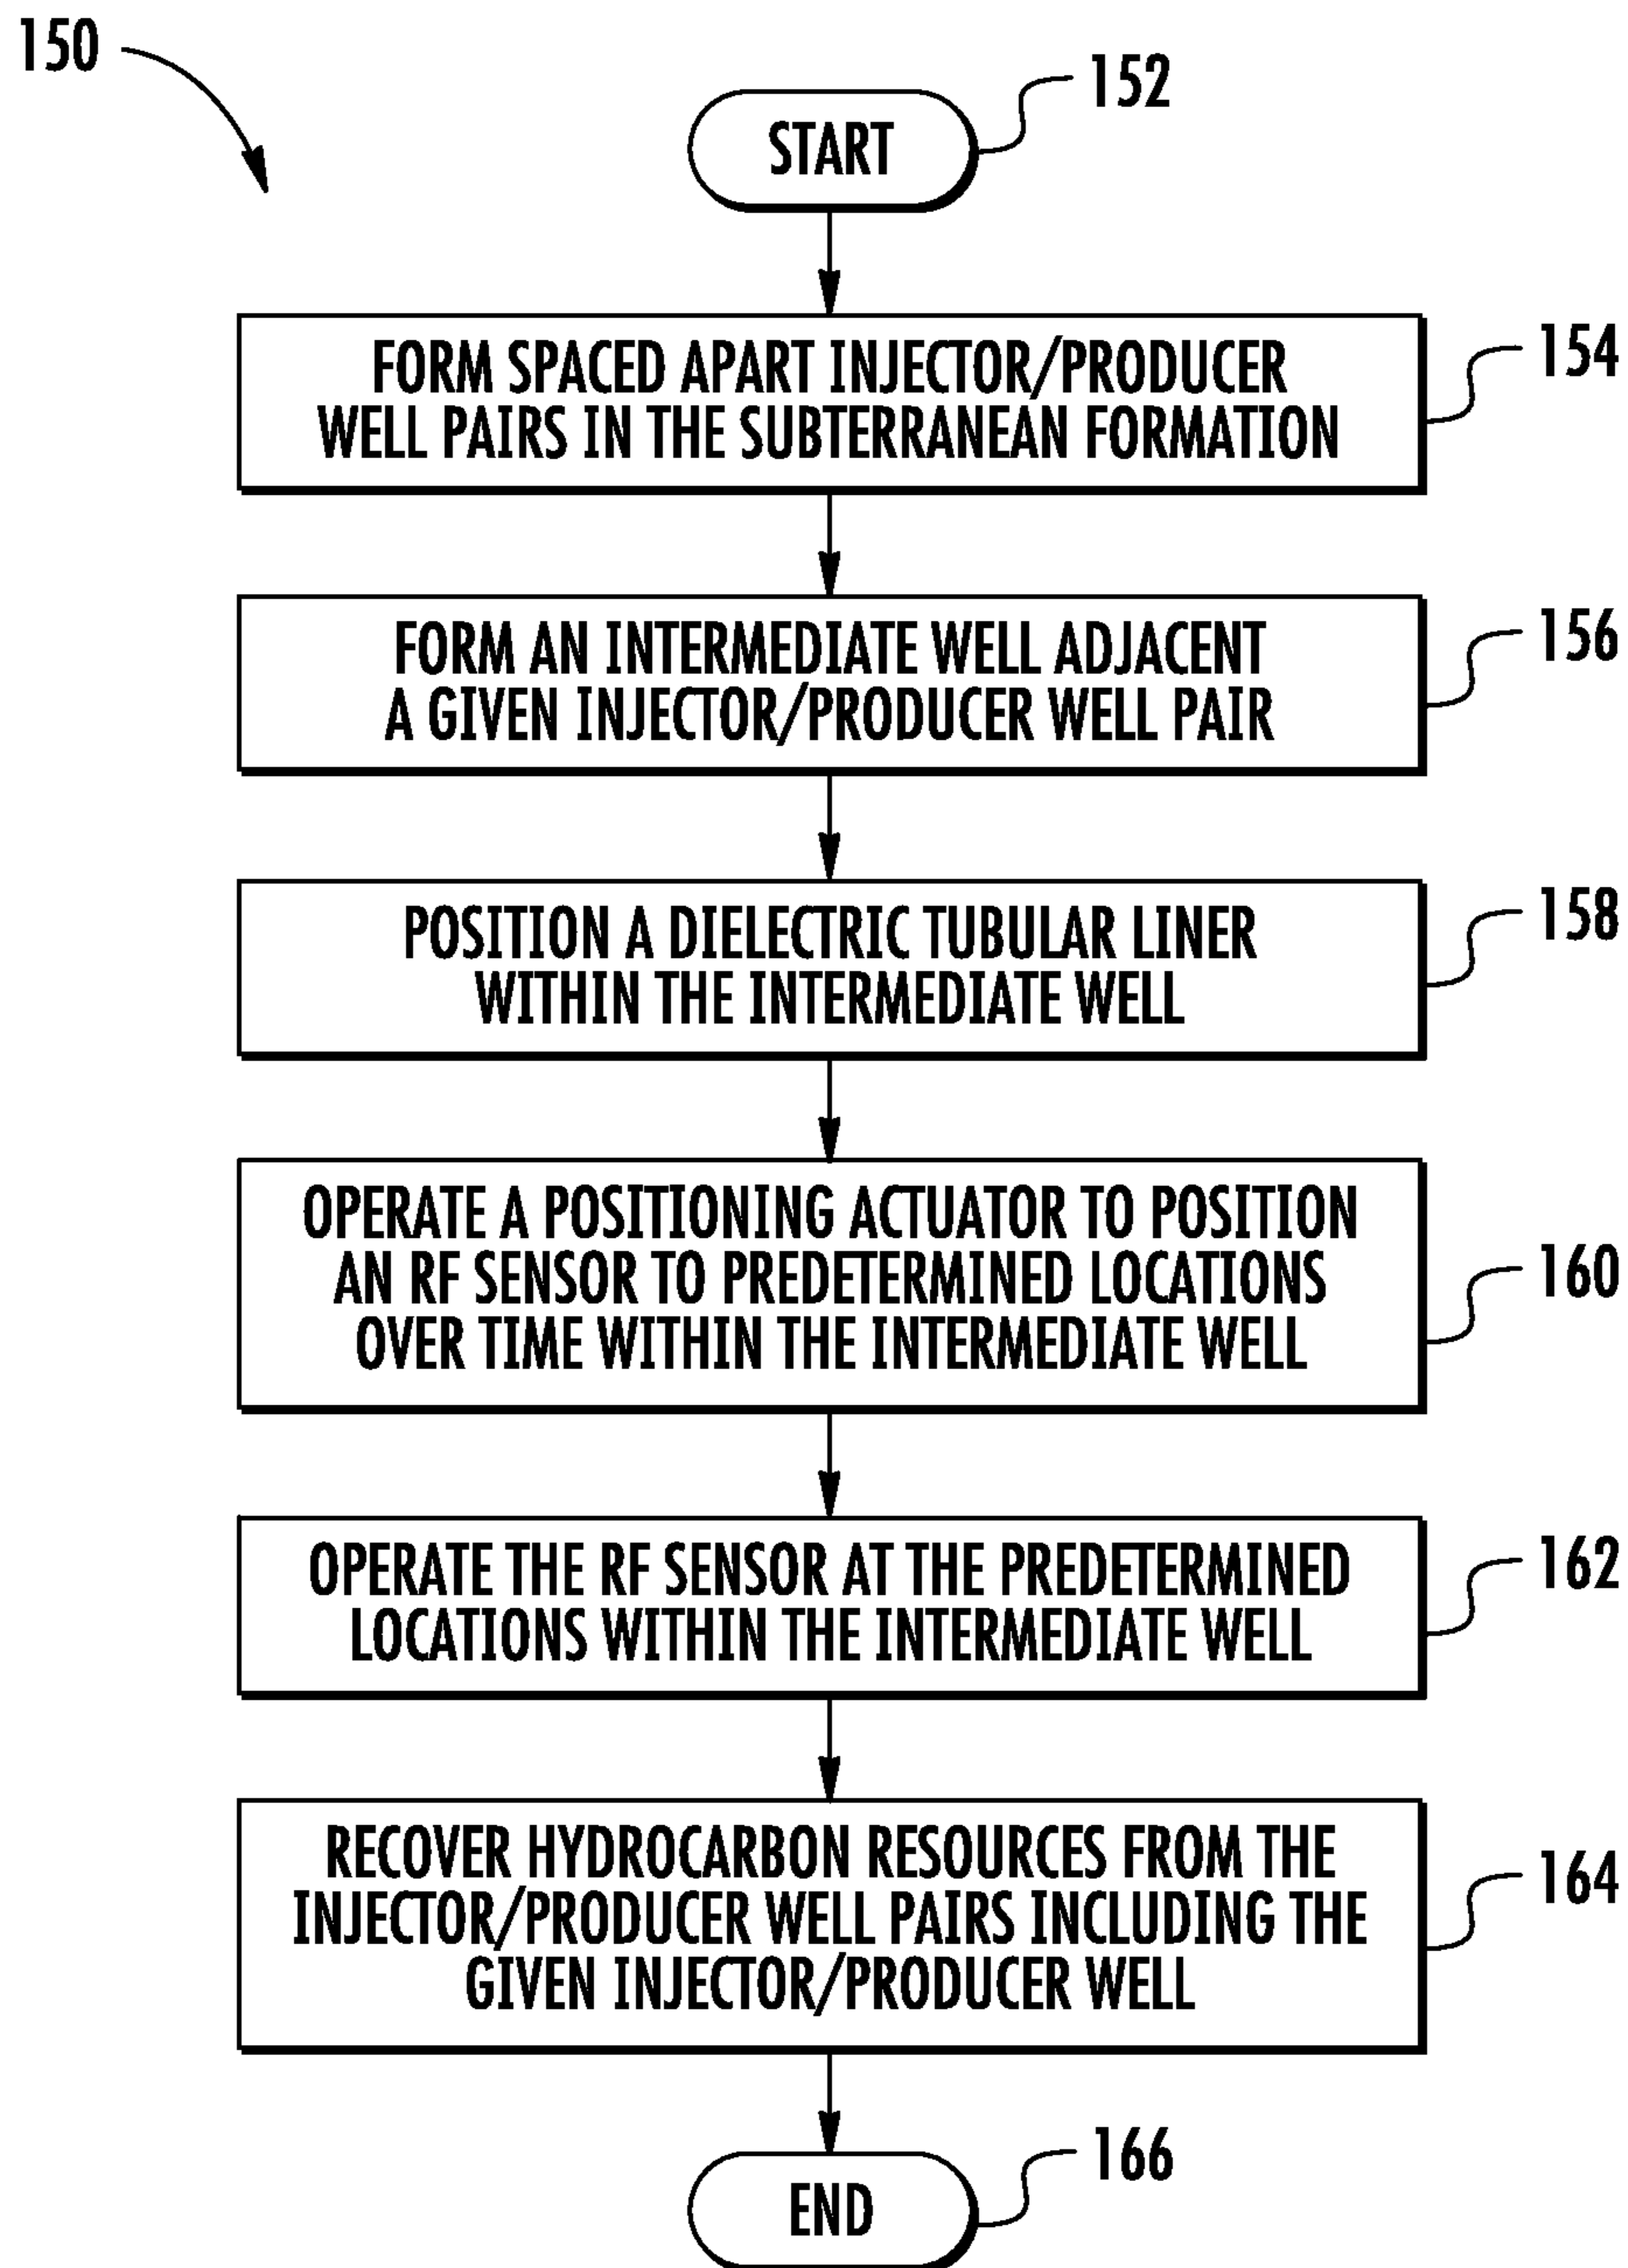 150
START
152
FORM SPACED APART INJECTOR/PRODUCER
WELL PAIRS IN THE SUBTERRANEAN FORMATION
154
FORM AN INTERMEDIATE WELL ADJACENT
A GIVEN INJECTOR/PRODUCER WELL PAIR
156
POSITION A DIELECTRIC TUBULAR LINER
WITHIN THE INTERMEDIATE WELL
158
OPERATE A POSITIONING ACTUATOR TO POSITION
AN RF SENSOR TO PREDETERMINED LOCATIONS
OVER TIME WITHIN THE INTERMEDIATE WELL
160
OPERATE THE RF SENSOR AT THE PREDETERMINED
LOCATIONS WITHIN THE INTERMEDIATE WELL
162
RECOVER HYDROCARBON RESOURCES FROM THE
INJECTOR/PRODUCER WELL PAIRS INCLUDING THE
GIVEN INJECTOR/PRODUCER WELL
164
END
166